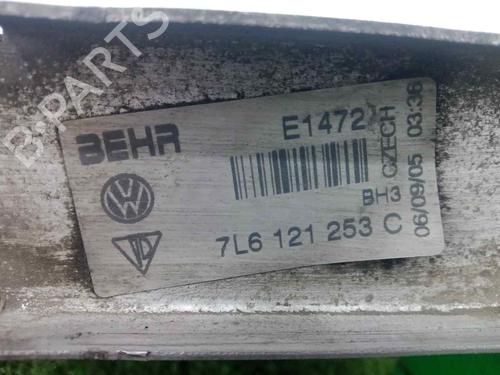 B-PARTS
BEHR
E1472
7L6 121 253 C
BH3
CZECH
06/09/05 03:36